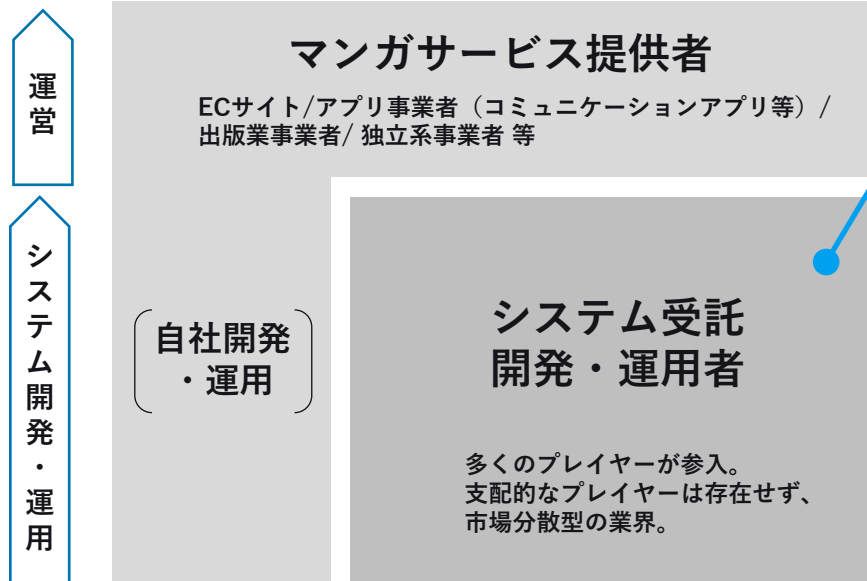 運営
マンガサービス提供者
ECサイト/アプリ事業者（コミュニケーションアプリ等）/
出版業事業者/ 独立系事業者 等
システム開発・運用
自社開発
・運用
システム受託
開発・運用者
多くのプレイヤーが参入。
支配的なプレイヤーは存在せず、
市場分散型の業界。